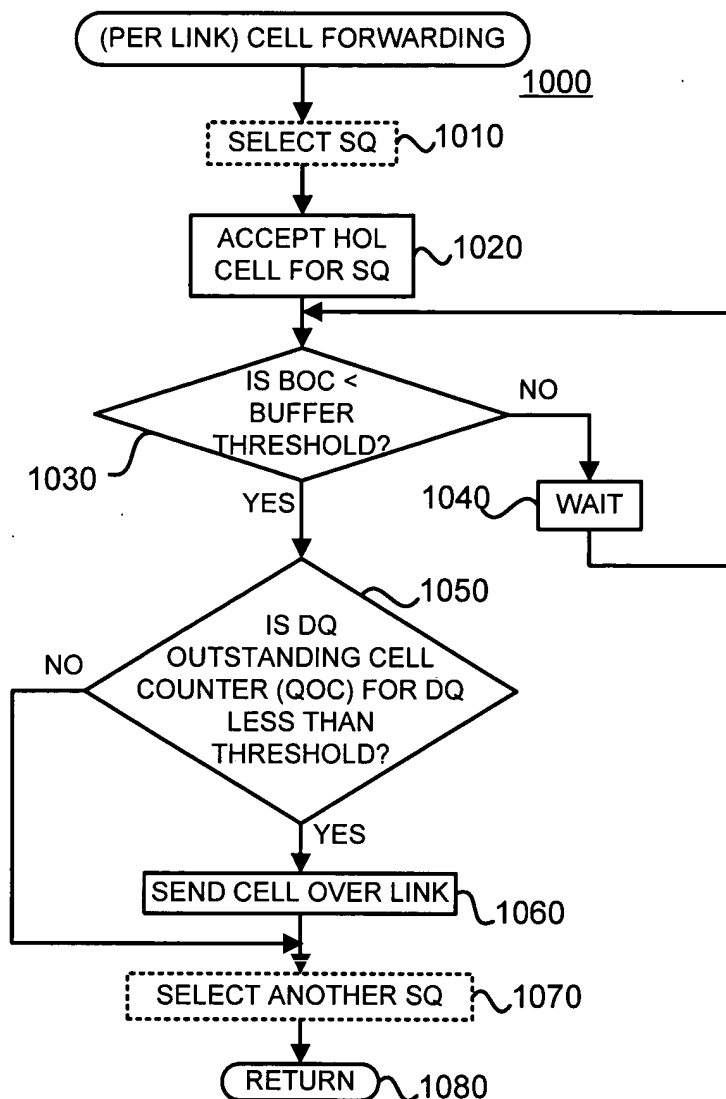 (PER LINK) CELL FORWARDING
1000
SELECT SQ
1010
ACCEPT HOL
CELL FOR SQ
1020
IS BOC <
BUFFER
THRESHOLD?
NO
1030
YES
1040
WAIT
1050
IS DQ
OUTSTANDING CELL
COUNTER (QOC) FOR DQ
LESS THAN
THRESHOLD?
NO
YES
SEND CELL OVER LINK
1060
SELECT ANOTHER SQ
1070
RETURN
1080